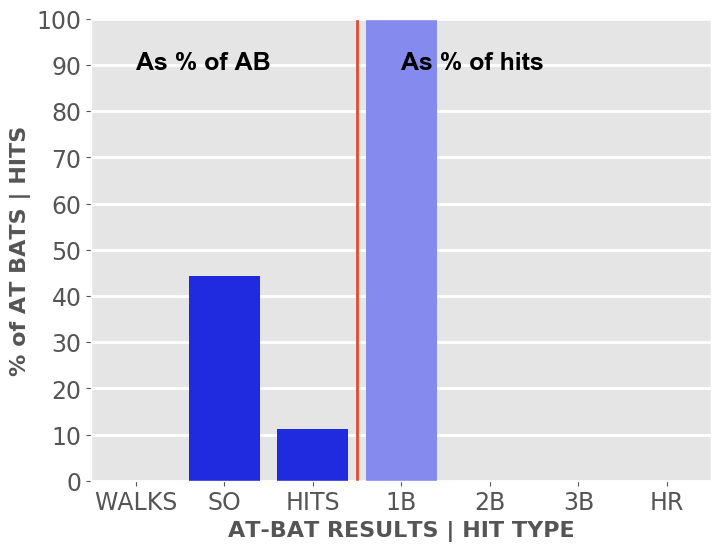 100
As % of AB
As % of hits
90
80
70
60
50
40
30
20
10
0
% of AT BATS | HITS
WALKS SO HITS 1B 2B 3B HR
AT-BAT RESULTS | HIT TYPE